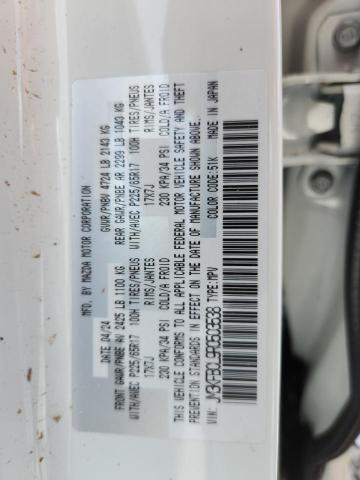 MFD. BY MAZDA MOTOR CORPORATION
DATE: 04/24 GVWR/PNBV 4724 LB 2143 KG
FRONT GAWR/PNBE AV 2425 LB 1100 KG REAR GAWR/PNBE AR 2299 LB 1043 KG
WITH/AVEC P225/65R17 100H TIRES/PNEUS WITH/AVEC P225/65R17 100H TIRES/PNEUS
17X7J RIMS/JANTES 17X7J RIMS/JANTES
230 KPA/34 PSI COLD/A FROID 230 KPA/34 PSI COLD/A FROID
THIS VEHICLE CONFORMS TO ALL APPLICABLE FEDERAL MOTOR VEHICLE SAFETY AND THEFT
PREVENTION STANDARDS IN EFFECT ON THE DATE OF MANUFACTURE SHOWN ABOVE.
TYPE: MPV COLOR CODE: 51K MADE IN JAPAN